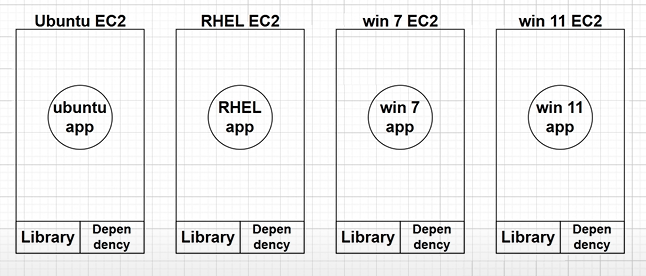 Ubuntu EC2
RHEL EC2
win 7 EC2
win 11 EC2
ubuntu
app
RHEL
app
win 7
app
win 11
app
Library
Depen
dency
Library
Depen
dency
Library
Depen
dency
Library
Depen
dency